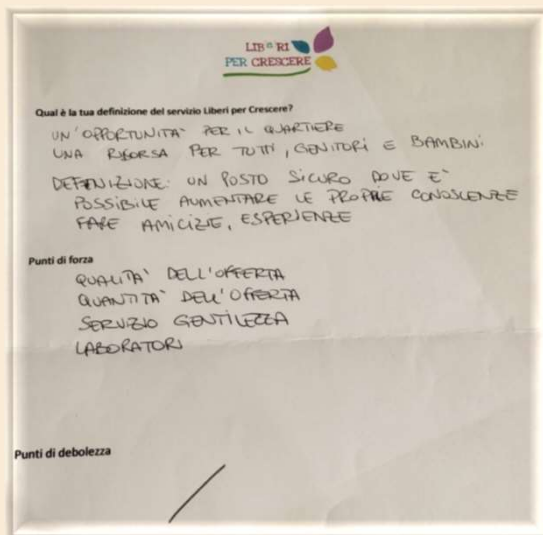 LIBERI
PER CRESCERE
Qual è la tua definizione del servizio Liberi per Crescere?
UN'OPPORTUNITA' PER IL QUARTIERE
UNA RISORSA PER TUTTI, GENITORI E BAMBINI
DEFINIZIONE: UN POSTO SICURO DOVE E'
POSSIBILE AUMENTARE LE PROPRIE CONOSCENZE
FARE AMICIZIE, ESPERIENZE
Punti di forza
QUALITA' DELL'OFFERTA
QUANTITA' DELL'OFFERTA
SERVIZIO GENTILEZZA
LABORATORI
Punti di debolezza